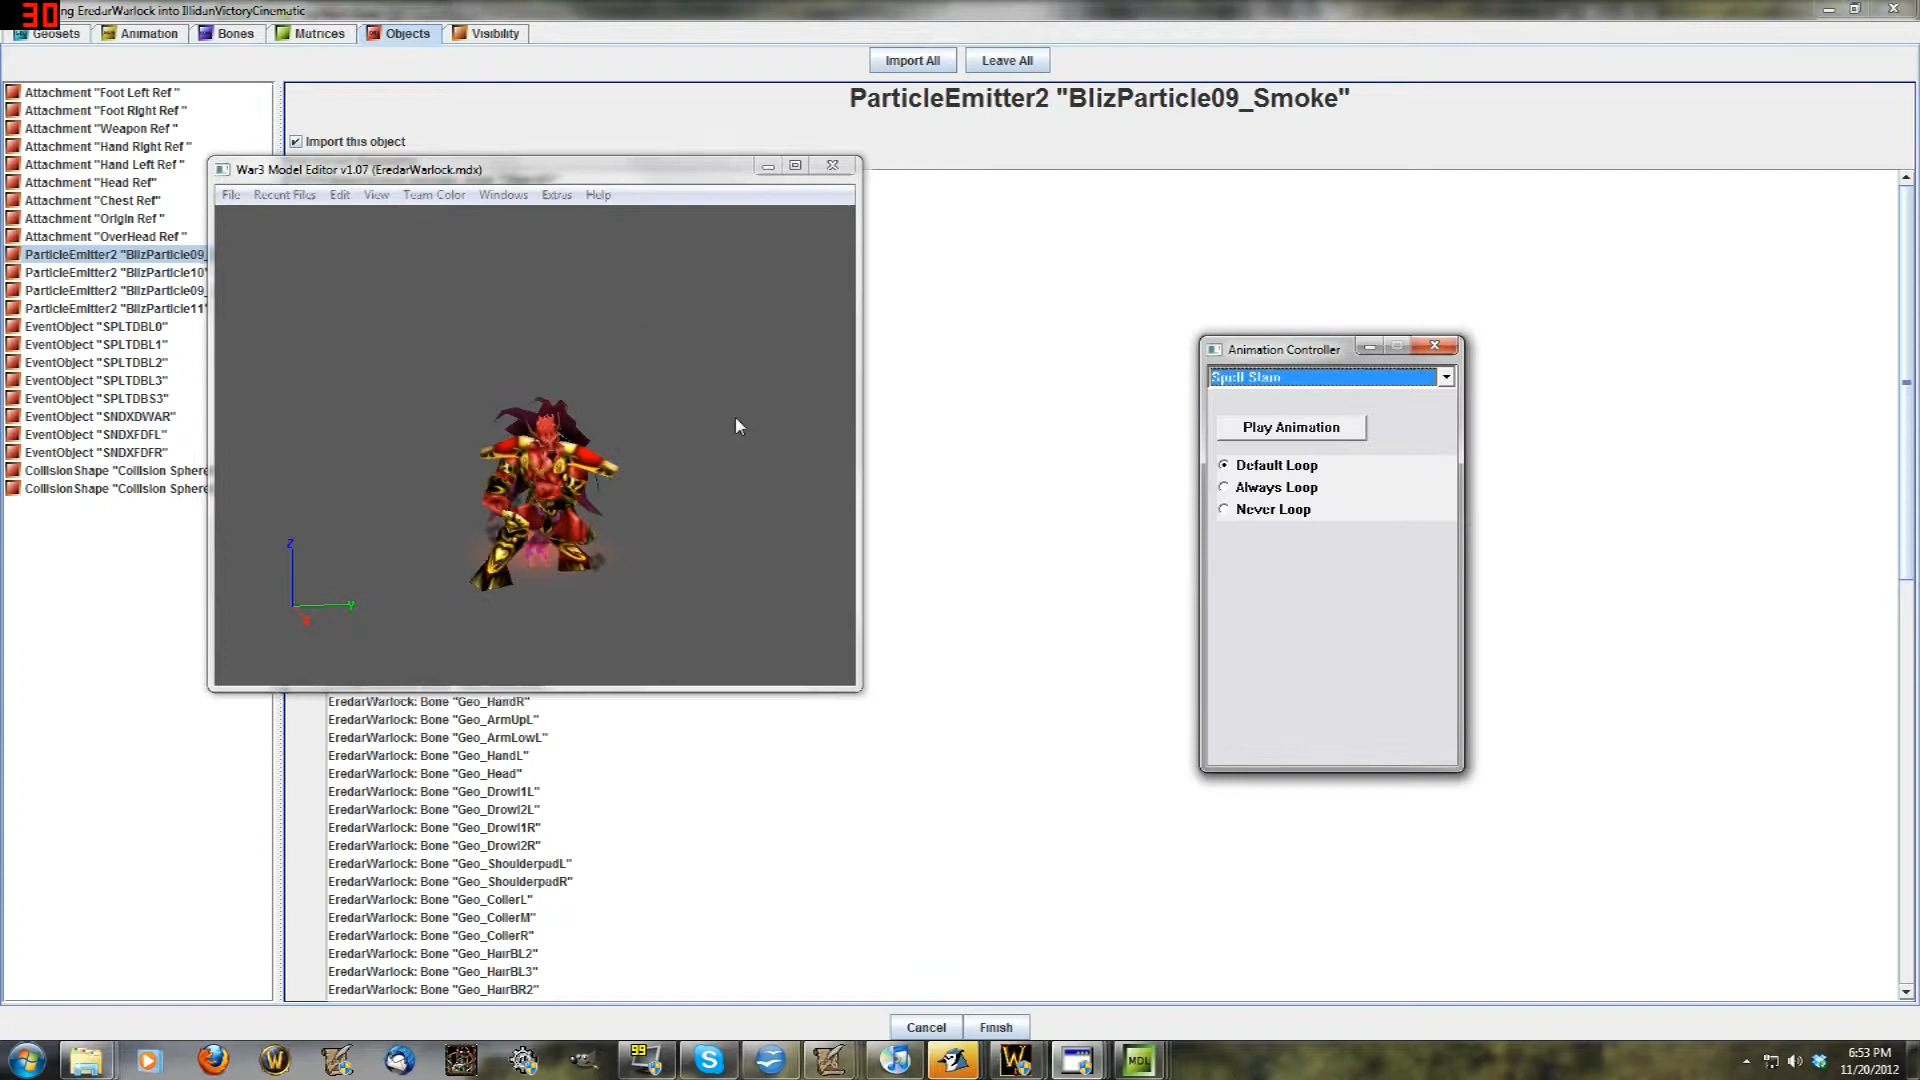 30
ng EredarWarlock into IllidanVictoryCinematic
Geosets
Animation
Bones
Matrices
Objects
Visibility
Import All
Leave All
Attachment "Foot Left Ref "
Attachment "Foot Right Ref "
Attachment "Weapon Ref "
Attachment "Hand Right Ref "
Attachment "Hand Left Ref "
Attachment "Head Ref"
Attachment "Chest Ref"
Attachment "Origin Ref "
Attachment "OverHead Ref "
ParticleEmitter2 "BlizParticle09_
ParticleEmitter2 "BlizParticle10"
ParticleEmitter2 "BlizParticle09_
ParticleEmitter2 "BlizParticle11"
EventObject "SPLTDBL0"
EventObject "SPLTDBL1"
EventObject "SPLTDBL2"
EventObject "SPLTDBL3"
EventObject "SPLTDBS3"
EventObject "SNDXDWAR"
EventObject "SNDXFDFL"
EventObject "SNDXFDFR"
CollisionShape "Collision Sphere
CollisionShape "Collision Sphere
ParticleEmitter2 "BlizParticle09_Smoke"
Import this object
War3 Model Editor v1.07 (EredarWarlock.mdx)
File
Recent Files
Edit
View
Team Color
Windows
Extras
Help
Z
Y
X
Animation Controller
Spell Slam
Play Animation
Default Loop
Always Loop
Never Loop
EredarWarlock: Bone "Geo_HandR"
EredarWarlock: Bone "Geo_ArmUpL"
EredarWarlock: Bone "Geo_ArmLowL"
EredarWarlock: Bone "Geo_HandL"
EredarWarlock: Bone "Geo_Head"
EredarWarlock: Bone "Geo_Drowl1L"
EredarWarlock: Bone "Geo_Drowl2L"
EredarWarlock: Bone "Geo_Drowl1R"
EredarWarlock: Bone "Geo_Drowl2R"
EredarWarlock: Bone "Geo_ShoulderpadL"
EredarWarlock: Bone "Geo_ShoulderpadR"
EredarWarlock: Bone "Geo_CollerL"
EredarWarlock: Bone "Geo_CollerM"
EredarWarlock: Bone "Geo_CollerR"
EredarWarlock: Bone "Geo_HairBL2"
EredarWarlock: Bone "Geo_HairBL3"
EredarWarlock: Bone "Geo_HairBR2"
Cancel
Finish
99
MDL
6:53 PM
11/20/2012